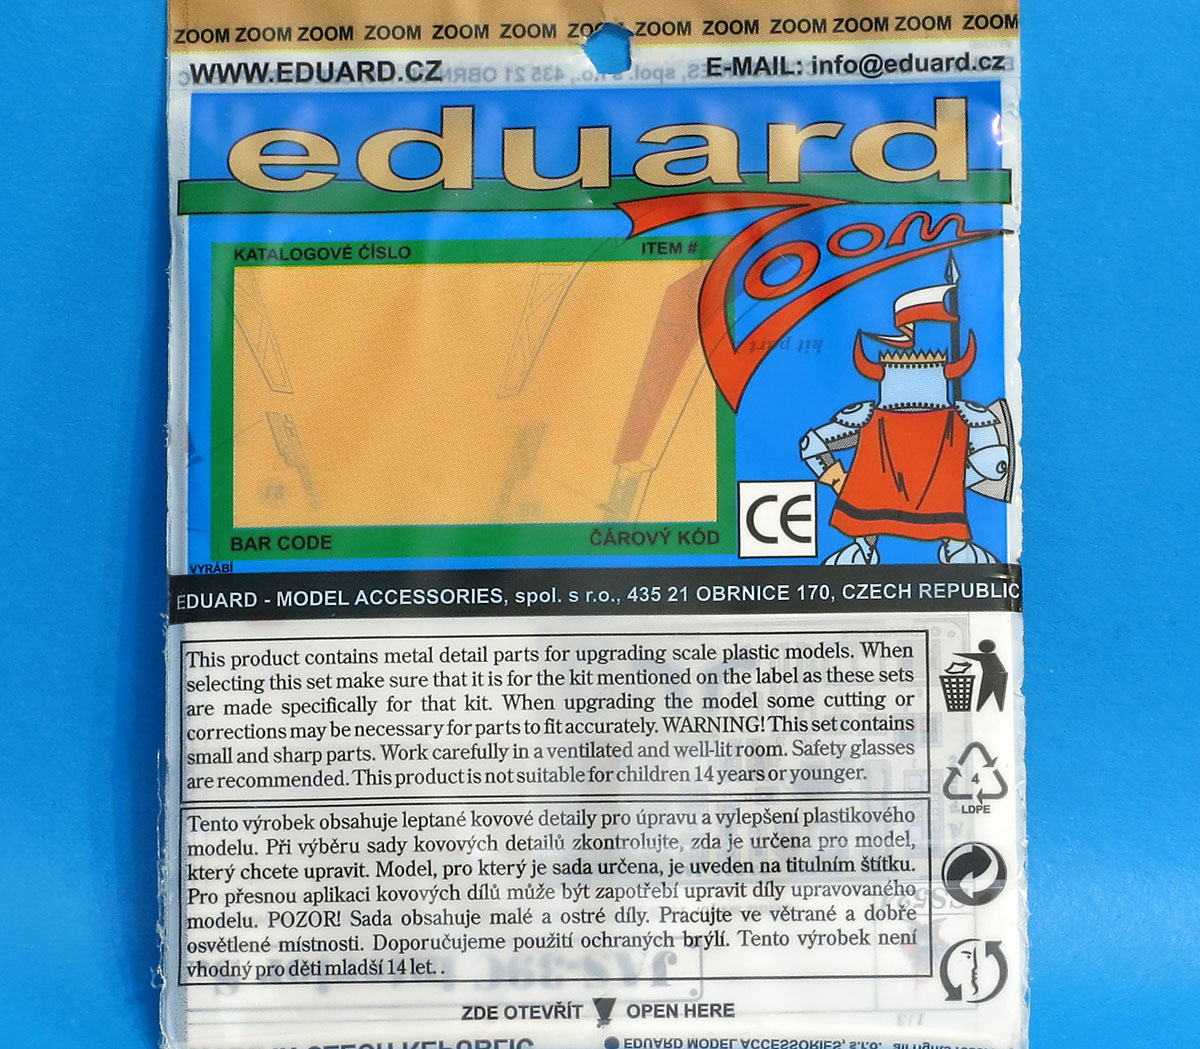 ZOOM ZOOM ZOOM ZOOM ZOOM ZOOM ZOOM ZOOM ZOOM ZOOM ZOOM ZOOM
WWW.EDUARD.CZ E-MAIL: info@eduard.cz
eduard
Zoom
KATALOGOVÉ ČÍSLO ITEM #
kit part
BAR CODE ČÁROVÝ KÓD
CE
VYRÁBÍ
EDUARD - MODEL ACCESSORIES, spol. s r.o., 435 21 OBRNICE 170, CZECH REPUBLIC
This product contains metal detail parts for upgrading scale plastic models. When
selecting this set make sure that it is for the kit mentioned on the label as these sets
are made specifically for that kit. When upgrading the model some cutting or
corrections may be necessary for parts to fit accurately. WARNING! This set contains
small and sharp parts. Work carefully in a ventilated and well-lit room. Safety glasses
are recommended. This product is not suitable for children 14 years or younger.
4
LDPE
Tento výrobek obsahuje leptané kovové detaily pro úpravu a vylepšení plastikového
modelu. Při výběru sady kovových detailů zkontrolujte, zda je určena pro model,
který chcete upravit. Model, pro který je sada určena, je uveden na titulním štítku.
Pro přesnou aplikaci kovových dílů může být zapotřebí upravit díly upravovaného
modelu. POZOR! Sada obsahuje malé a ostré díly. Pracujte ve větrané a dobře
osvětlené místnosti. Doporučujeme použití ochraných brýlí. Tento výrobek není
vhodný pro děti mladší 14 let. .
ZDE OTEVŘÍT OPEN HERE
EDUARD MODEL ACCESSORIES, s.r.o.